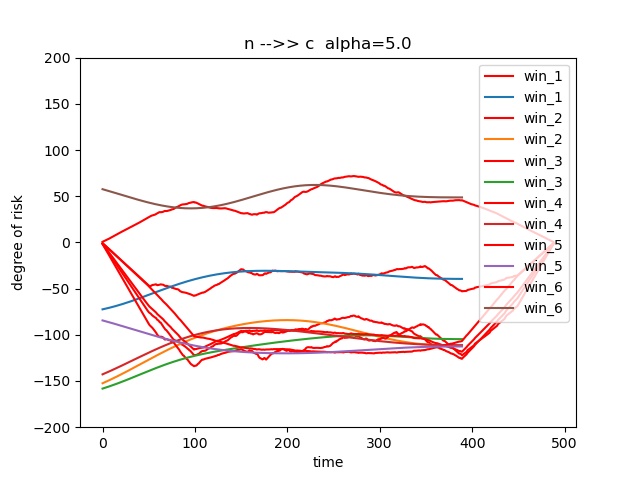 n -->> c  alpha=5.0
200
150
100
50
0
−50
−100
−150
−200
degree of risk
0
100
200
300
400
500
time
win_1
win_1
win_2
win_2
win_3
win_3
win_4
win_4
win_5
win_5
win_6
win_6